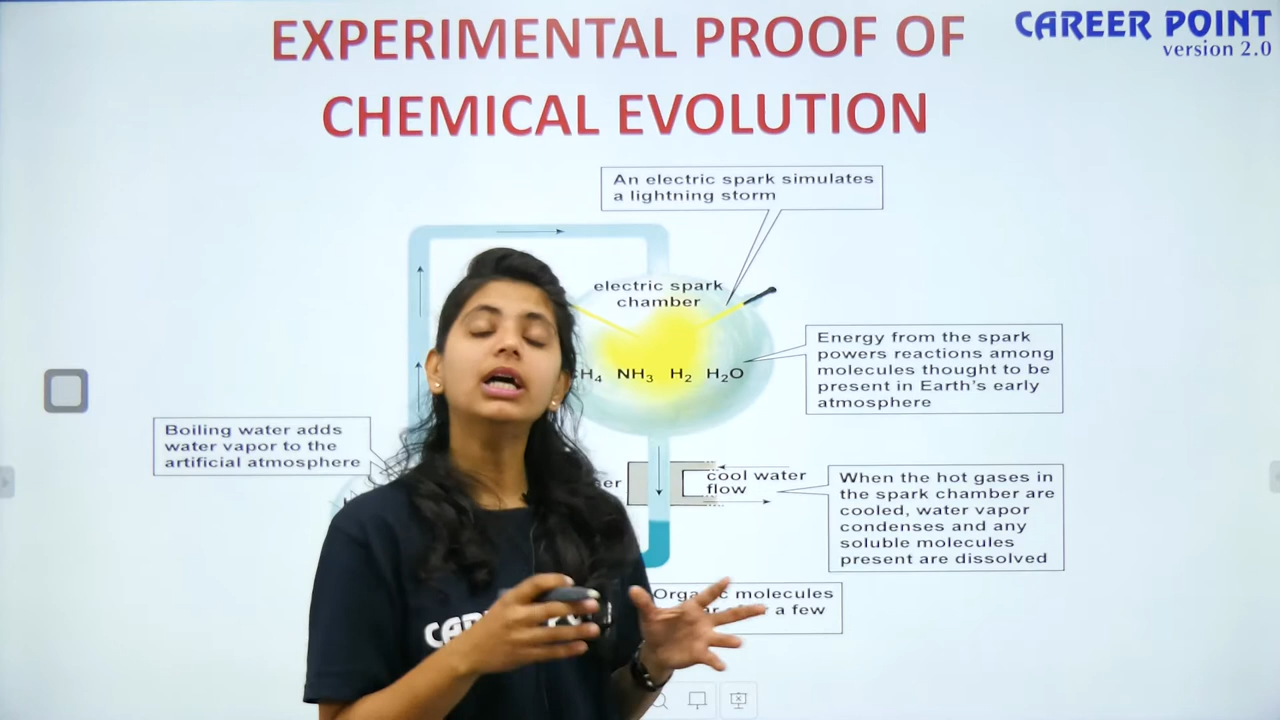 EXPERIMENTAL PROOF OF
CHEMICAL EVOLUTION
CAREER POINT
version 2.0
An electric spark simulates
a lightning storm
electric spark
chamber
CH4 NH3 H2 H2O
Energy from the spark
powers reactions among
molecules thought to be
present in Earth's early
atmosphere
Boiling water adds
water vapor to the
artificial atmosphere
cool water
flow
When the hot gases in
the spark chamber are
cooled, water vapor
condenses and any
soluble molecules
present are dissolved
molecules
a few